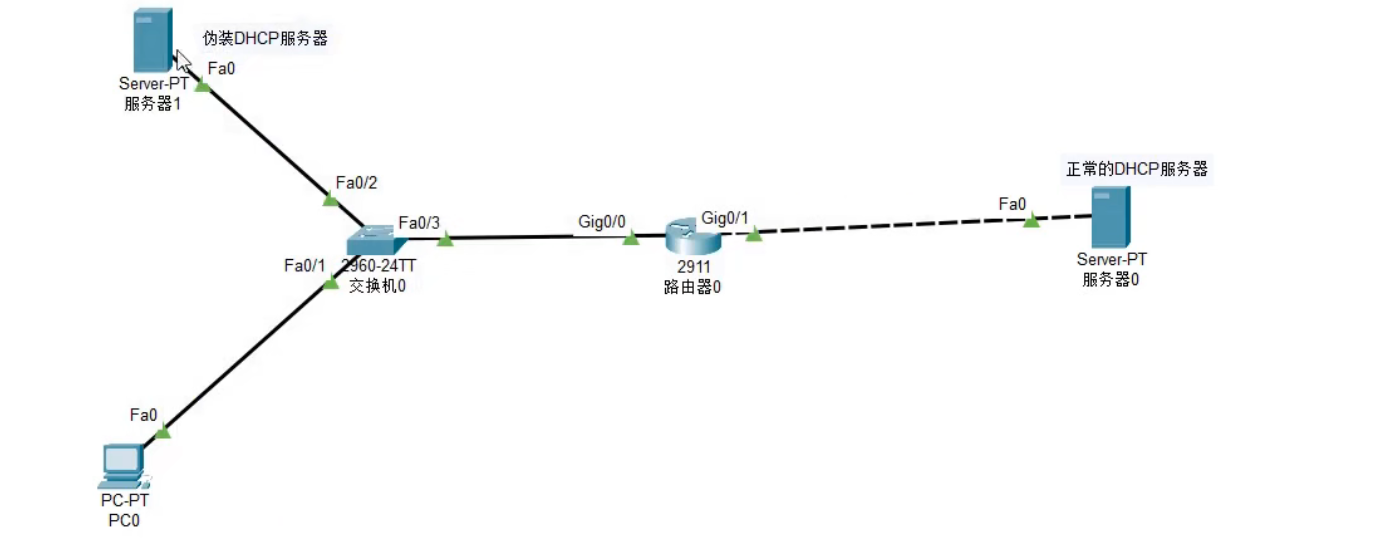 伪装DHCP服务器
Fa0
Server-PT
服务器1
Fa0/2
正常的DHCP服务器
Fa0/3
Gig0/0
Gig0/1
Fa0
Fa0/1
2960-24TT
交换机0
2911
路由器0
Server-PT
服务器0
Fa0
PC-PT
PC0